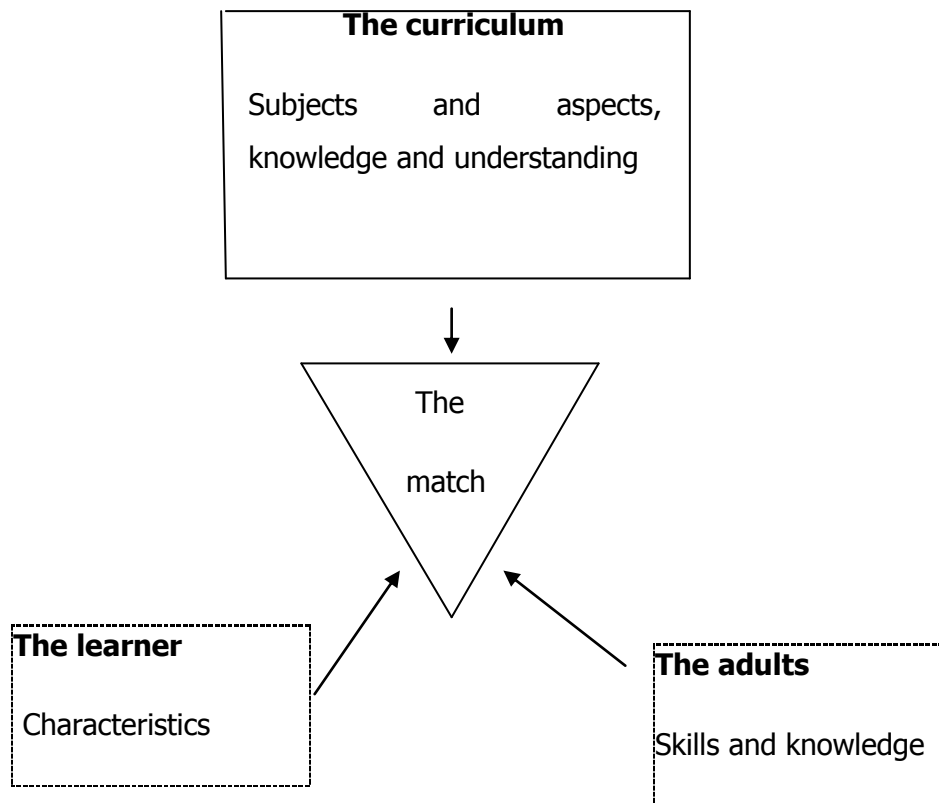 The curriculum
Subjects and aspects,
knowledge and understanding
The
match
The learner
Characteristics
The adults
Skills and knowledge